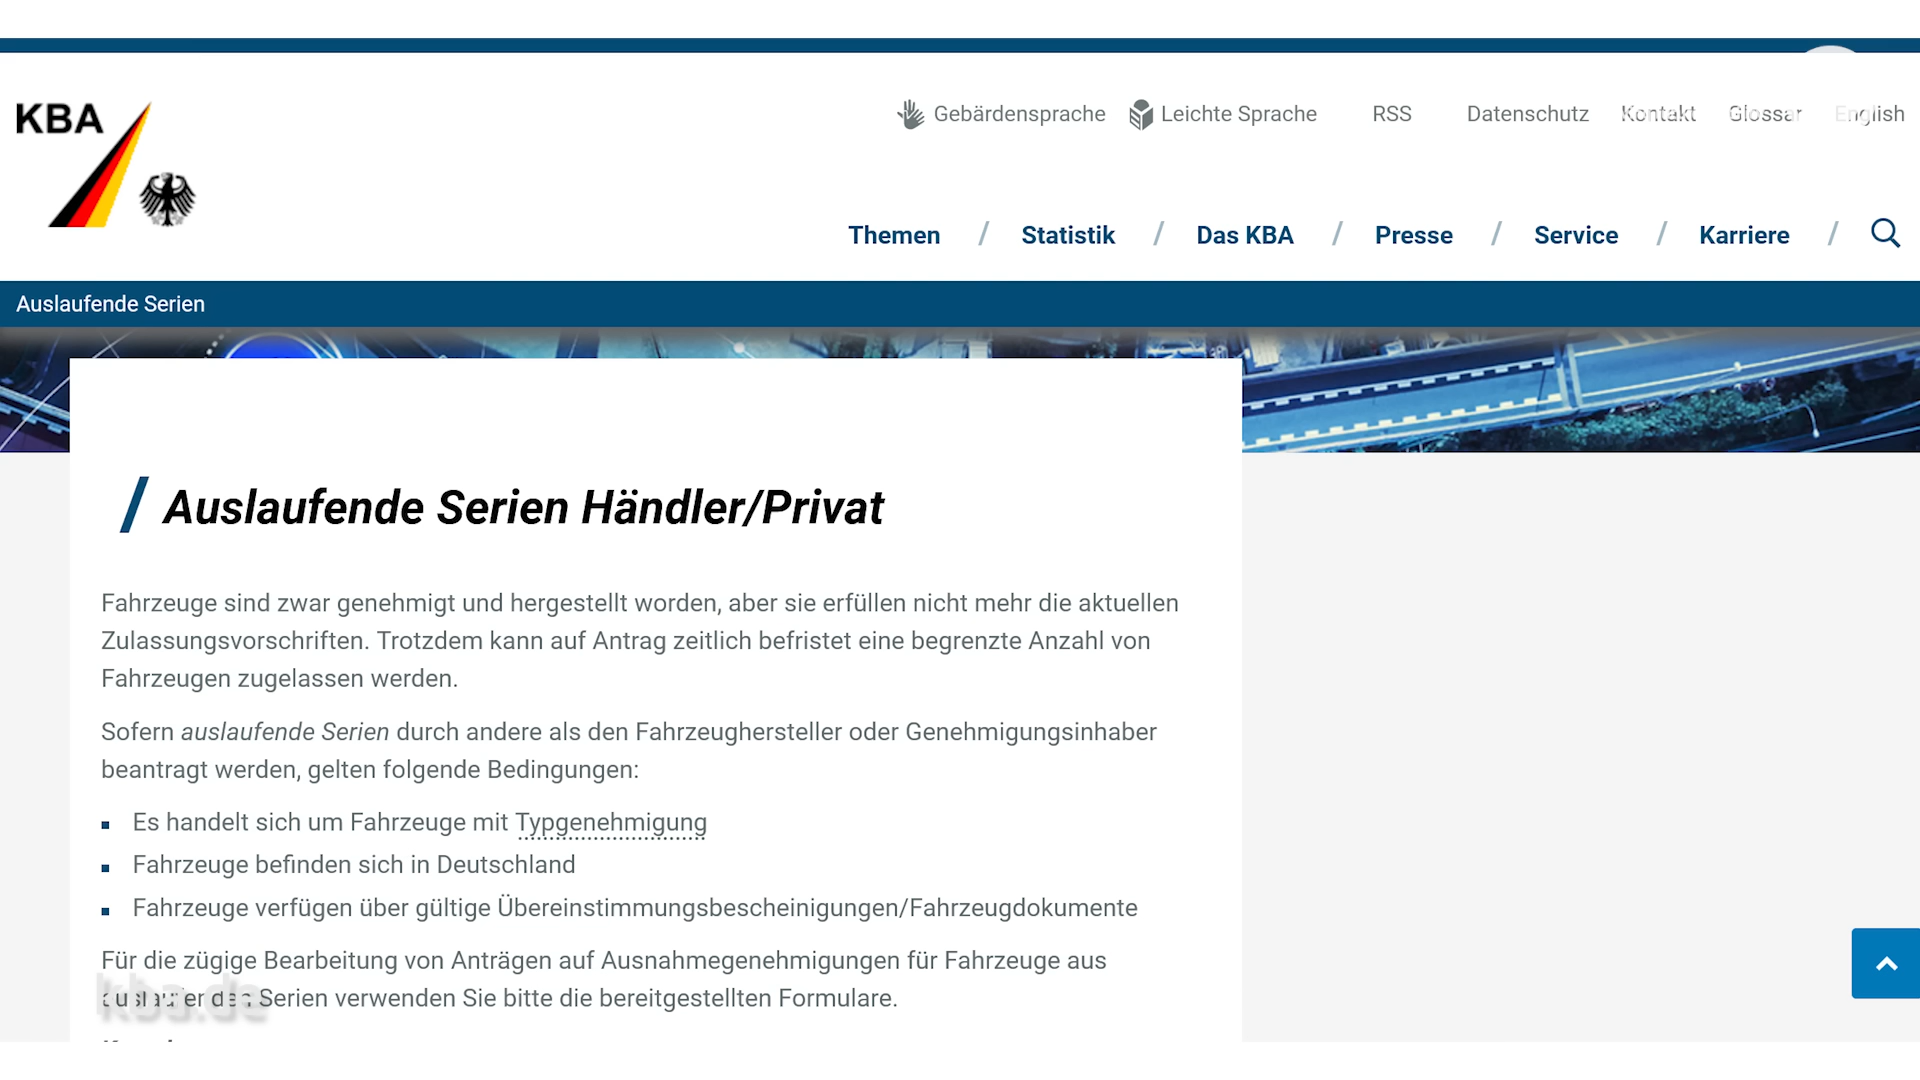 KBA
Gebärdensprache Leichte Sprache RSS Datenschutz Kontakt Glossar English
Themen / Statistik / Das KBA / Presse / Service / Karriere /
Auslaufende Serien
Auslaufende Serien Händler/Privat
Fahrzeuge sind zwar genehmigt und hergestellt worden, aber sie erfüllen nicht mehr die aktuellen
Zulassungsvorschriften. Trotzdem kann auf Antrag zeitlich befristet eine begrenzte Anzahl von
Fahrzeugen zugelassen werden.
Sofern auslaufende Serien durch andere als den Fahrzeughersteller oder Genehmigungsinhaber
beantragt werden, gelten folgende Bedingungen:
Es handelt sich um Fahrzeuge mit Typgenehmigung
Fahrzeuge befinden sich in Deutschland
Fahrzeuge verfügen über gültige Übereinstimmungsbescheinigungen/Fahrzeugdokumente
Für die zügige Bearbeitung von Anträgen auf Ausnahmegenehmigungen für Fahrzeuge aus
auslaufenden Serien verwenden Sie bitte die bereitgestellten Formulare.
kba.de